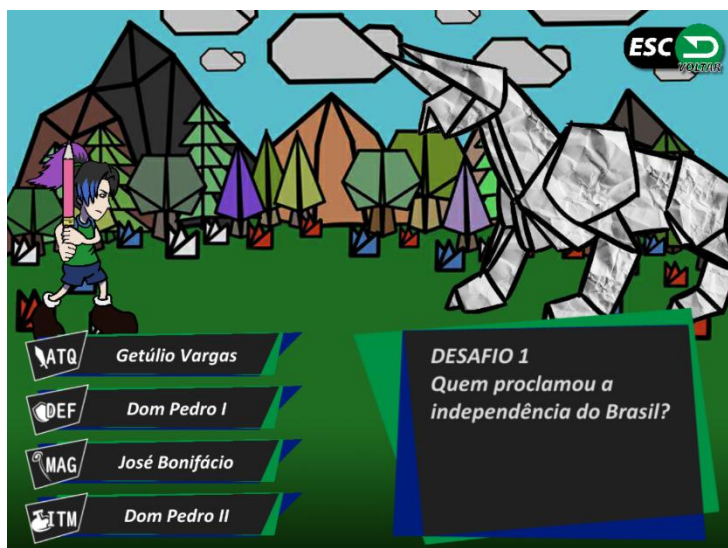 ESC
VOLTAR
ATQ Getúlio Vargas
DEF Dom Pedro I
MAG José Bonifácio
ITM Dom Pedro II
DESAFIO 1
Quem proclamou a
independência do Brasil?